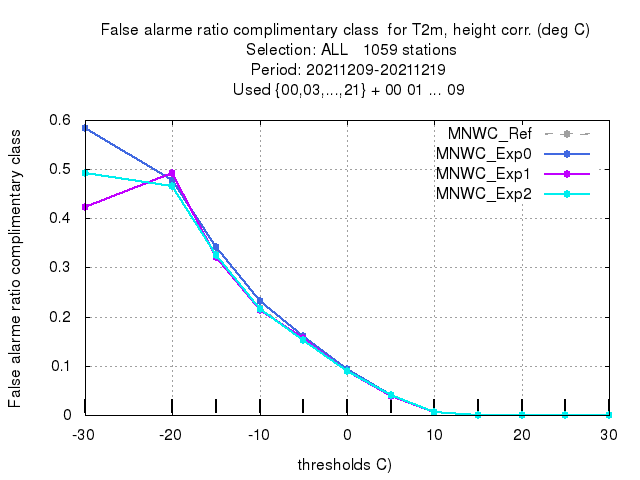 False alarme ratio complimentary class  for T2m, height corr. (deg C)
Selection: ALL   1059 stations
Period: 20211209-20211219
Used {00,03,...,21} + 00 01 ... 09
False alarme ratio complimentary class
0.6
0.5
0.4
0.3
0.2
0.1
0
MNWC_Ref
MNWC_Exp0
MNWC_Exp1
MNWC_Exp2
-30 -20 -10 0 10 20 30
thresholds C)